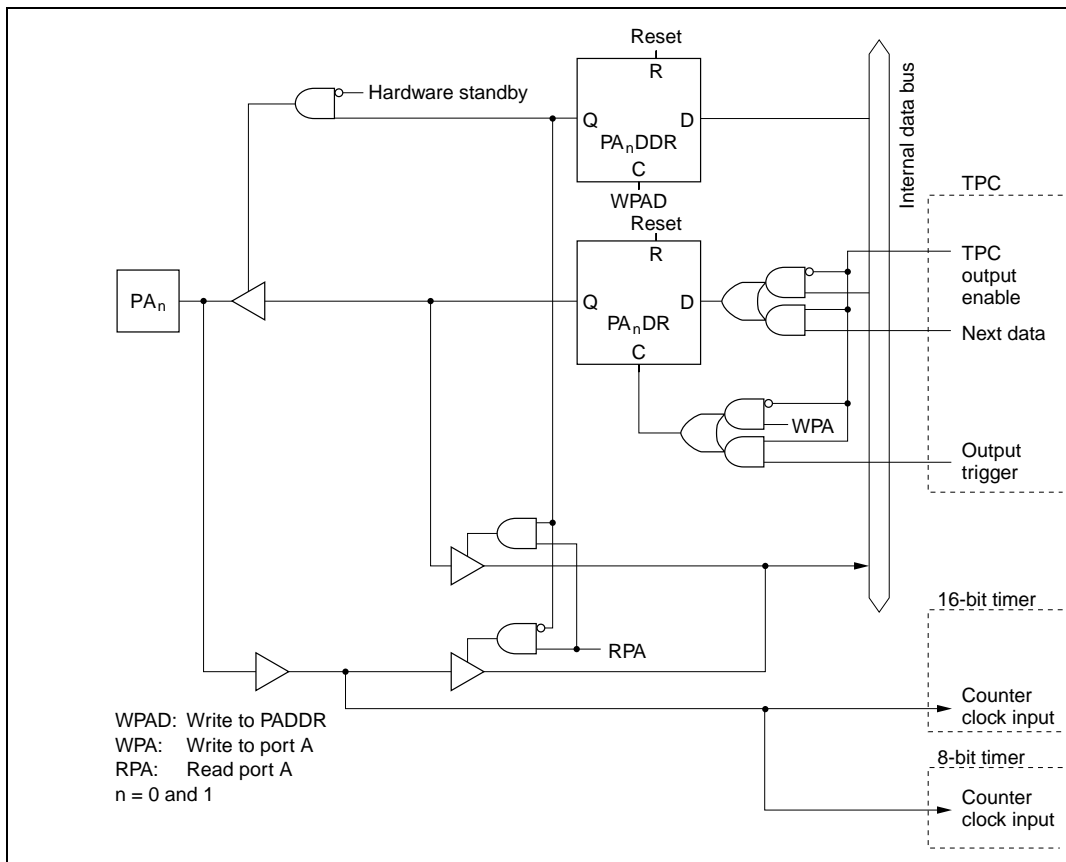 Reset
R
Hardware standby
Q
D
PAnDDR
C
WPAD
Internal data bus
TPC
Reset
R
TPC
output
enable
PAn
Q
D
PAnDR
C
Next data
WPA
Output
trigger
16-bit timer
RPA
Counter
clock input
WPAD: Write to PADDR
WPA: Write to port A
RPA: Read port A
n = 0 and 1
8-bit timer
Counter
clock input